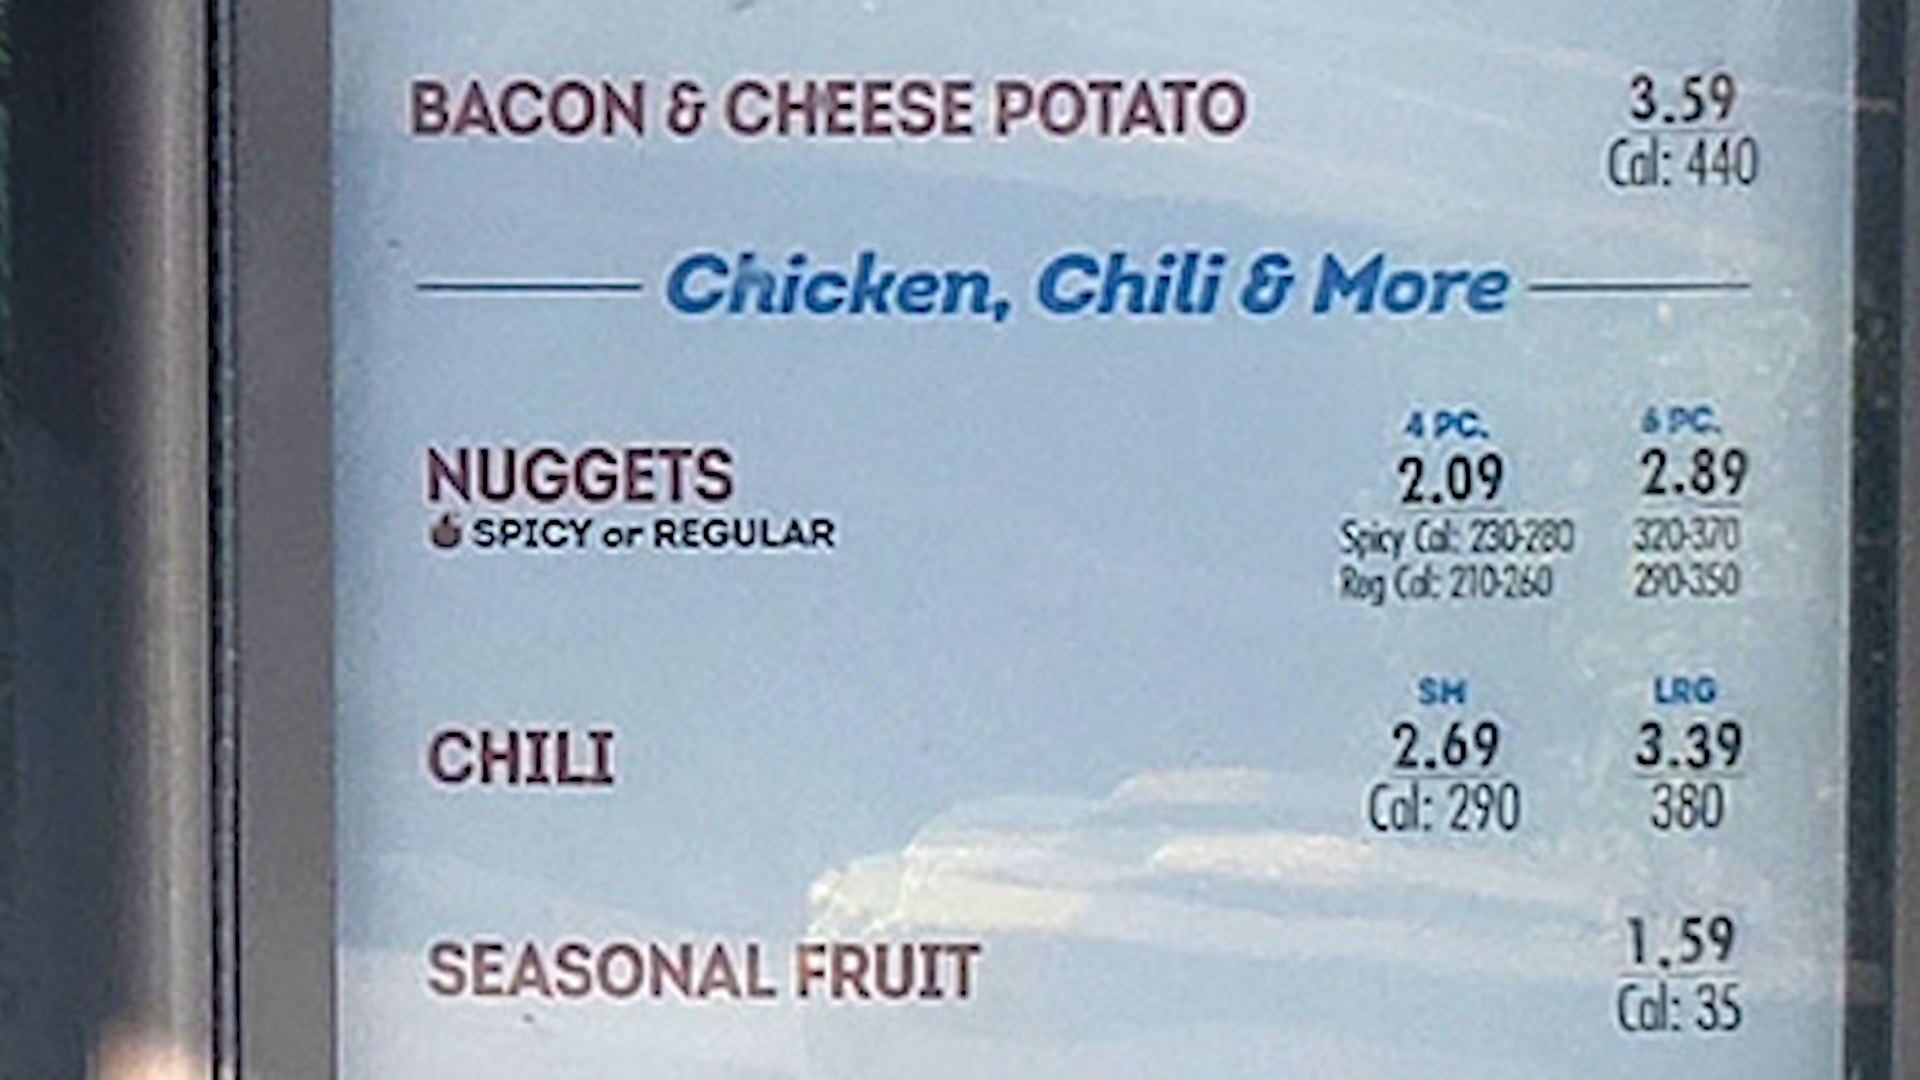 BACON & CHEESE POTATO 3.59
Cal: 440
Chicken, Chili & More
4 PC. 6 PC.
NUGGETS 2.09 2.89
SPICY or REGULAR Spicy Cal: 230-280 320-370
Reg Cal: 210-260 290-350
SM LRG
CHILI 2.69 3.39
Cal: 290 380
SEASONAL FRUIT 1.59
Cal: 35